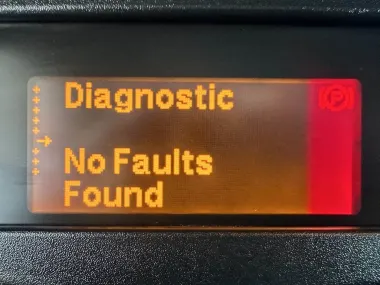 Diagnostic
(P)
No Faults
Found